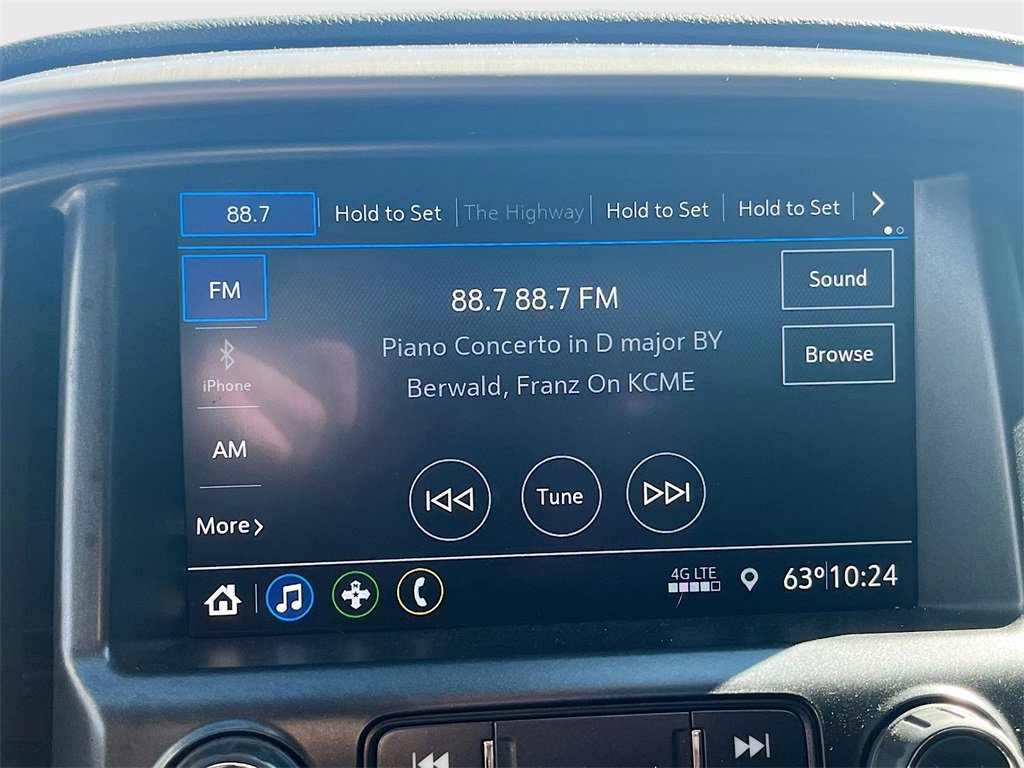 88.7 Hold to Set The Highway Hold to Set Hold to Set
FM
88.7 88.7 FM
Sound
Piano Concerto in D major BY
Berwald, Franz On KCME
Browse
iPhone
AM
Tune
More
4G LTE
63° 10:24